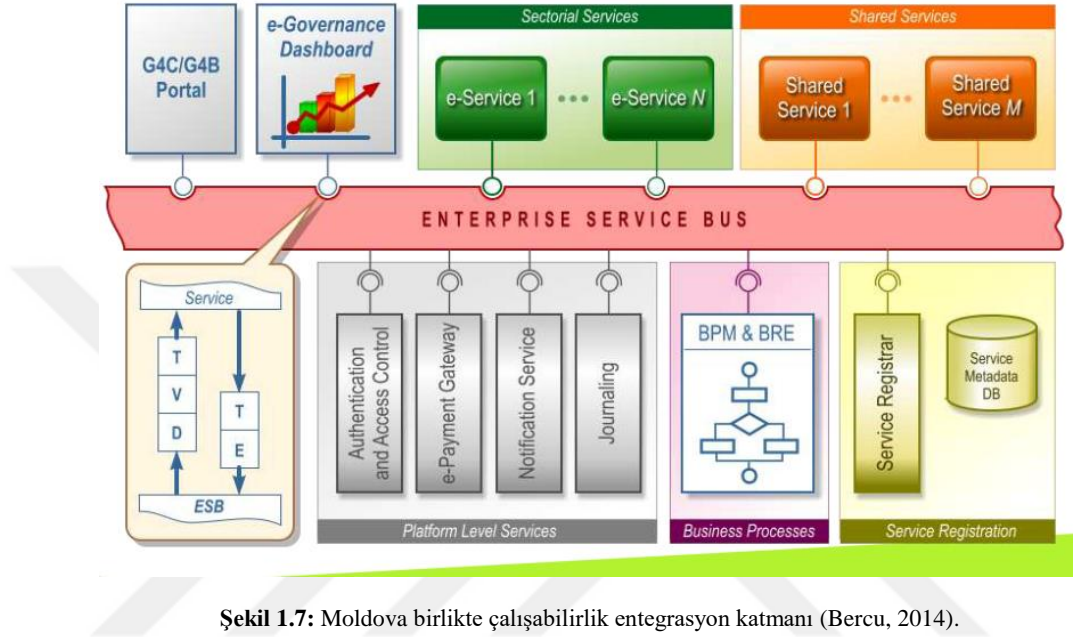 G4C/G4B
Portal
e-Governance
Dashboard
Sectorial Services
e-Service 1
e-Service N
Shared Services
Shared
Service 1
Shared
Service M
ENTERPRISE SERVICE BUS
Service
T
V
D
T
E
ESB
Authentication
and Access Control
e-Payment Gateway
Notification Service
Journaling
Platform Level Services
BPM & BRE
Business Processes
Service Registrar
Service
Metadata
DB
Service Registration
Şekil 1.7: Moldova birlikte çalışabilirlik entegrasyon katmanı (Bercu, 2014).